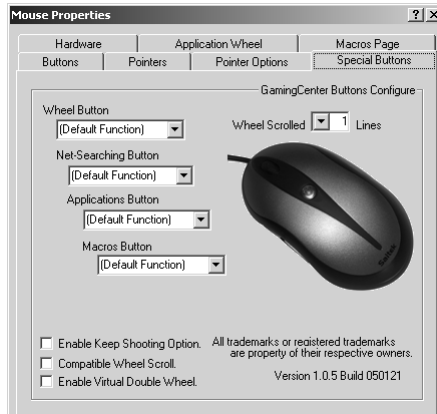 Mouse Properties
Hardware Application Wheel Macros Page
Buttons Pointers Pointer Options Special Buttons
GamingCenter Buttons Configure
Wheel Button
(Default Function)
Wheel Scrolled 1 Lines
Net-Searching Button
(Default Function)
Applications Button
(Default Function)
Macros Button
(Default Function)
Saitek
Enable Keep Shooting Option.
Compatible Wheel Scroll.
Enable Virtual Double Wheel.
All trademarks or registered trademarks
are property of their respective owners.
Version 1.0.5 Build 050121